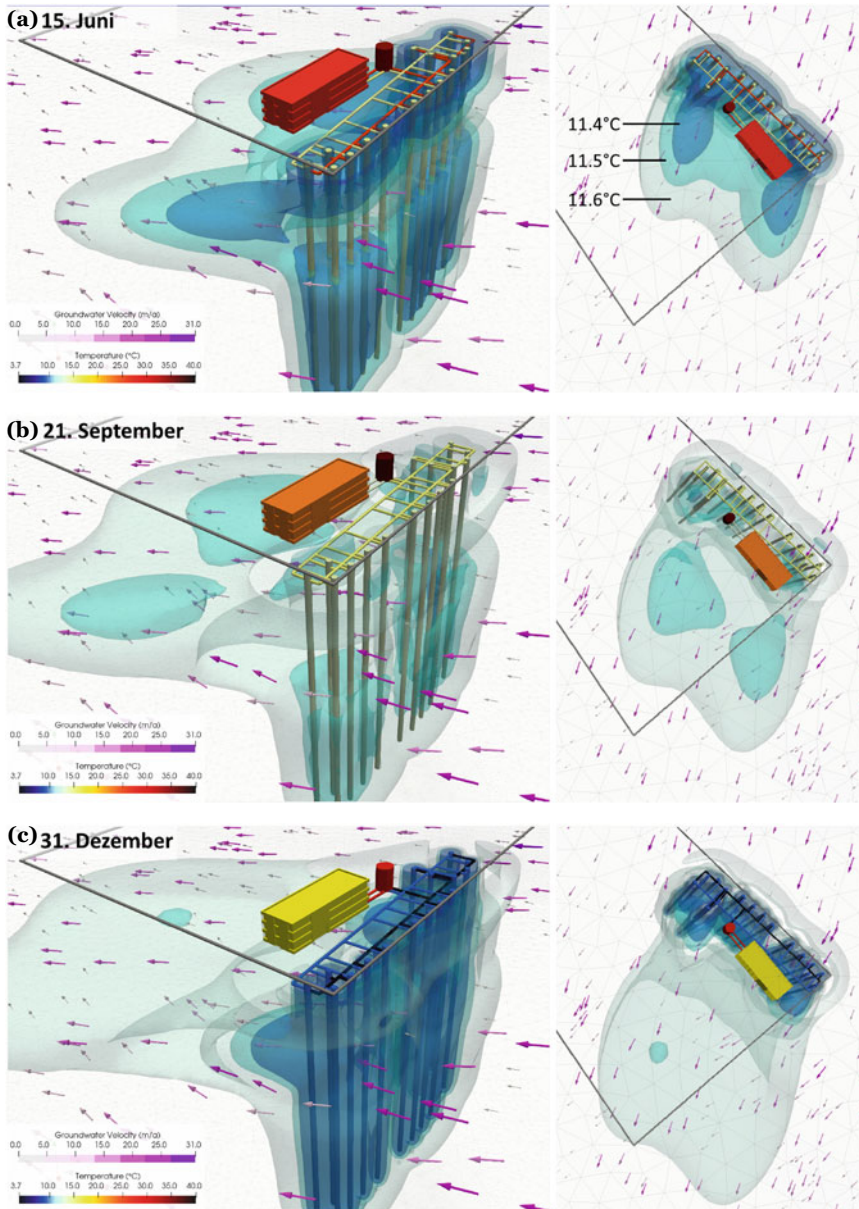 (a) 15. Juni
11.4°C
11.5°C
11.6°C
Groundwater Velocity (m/a)
0.0 5.0 10.0 15.0 20.0 25.0 31.0
Temperature (°C)
3.7 10.0 15.0 20.0 25.0 30.0 35.0 40.0
(b) 21. September
Groundwater Velocity (m/a)
0.0 5.0 10.0 15.0 20.0 25.0 31.0
Temperature (°C)
3.7 10.0 15.0 20.0 25.0 30.0 35.0 40.0
(c) 31. Dezember
Groundwater Velocity (m/a)
0.0 5.0 10.0 15.0 20.0 25.0 31.0
Temperature (°C)
3.7 10.0 15.0 20.0 25.0 30.0 35.0 40.0